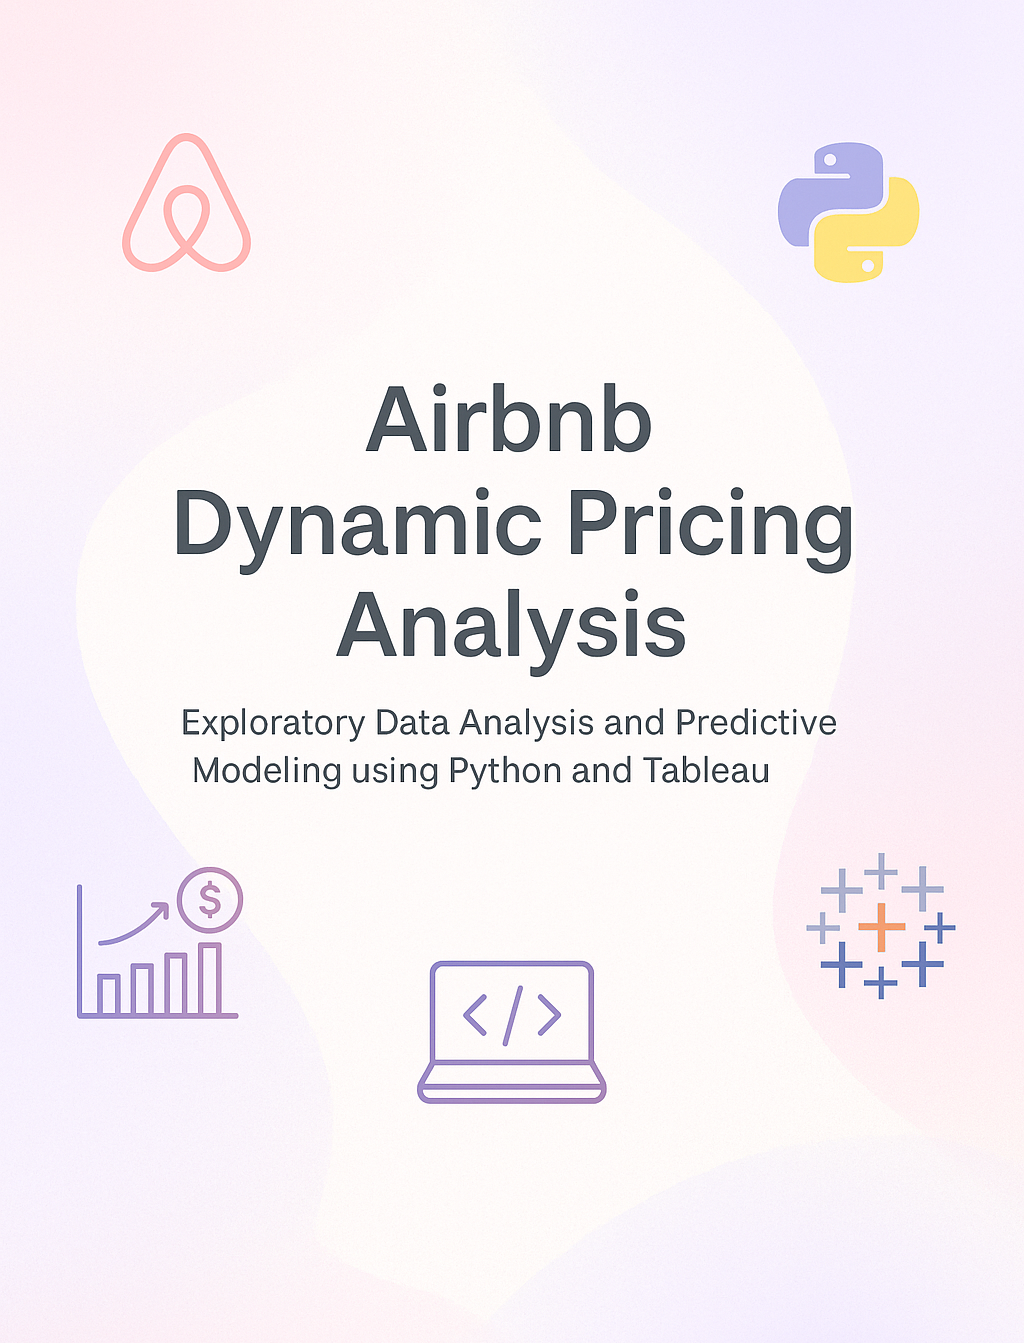 Airbnb
Dynamic Pricing
Analysis
Exploratory Data Analysis and Predictive
Modeling using Python and Tableau
$
</>